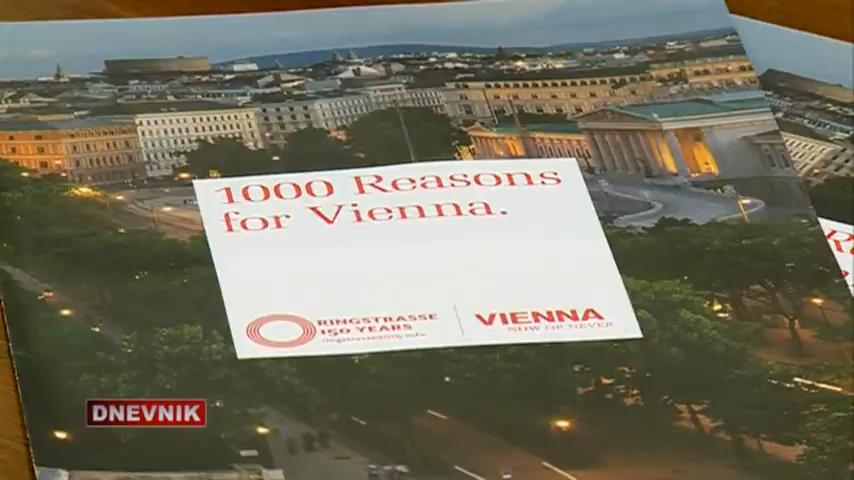 1000 Reasons
for Vienna.
RINGSTRASSE
150 YEARS
VIENNA
NOW OR NEVER
DNEVNIK